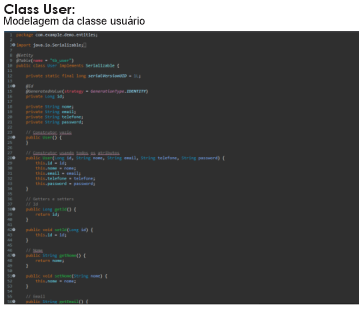 Class User:
Modelagem da classe usuário
package com.example.demo.entities;
import java.io.Serializable;
@Entity
@Table(name = "tb_user")
public class User implements Serializable {
private static final long serialVersionUID = 1L;
@Id
@GeneratedValue(strategy = GenerationType.IDENTITY)
private Long id;
private String nome;
private String email;
private String telefone;
private String password;
// Construtor vazio
public User() {
}
// Construtor usando todos os atributos
public User(Long id, String nome, String email, String telefone, String password) {
this.id = id;
this.nome = nome;
this.email = email;
this.telefone = telefone;
this.password = password;
}
// Getters e setters
// Id
public Long getId() {
return id;
}
public void setId(Long id) {
this.id = id;
}
// Nome
public String getNome() {
return nome;
}
public void setNome(String nome) {
this.nome = nome;
}
// Email
public String getEmail() {